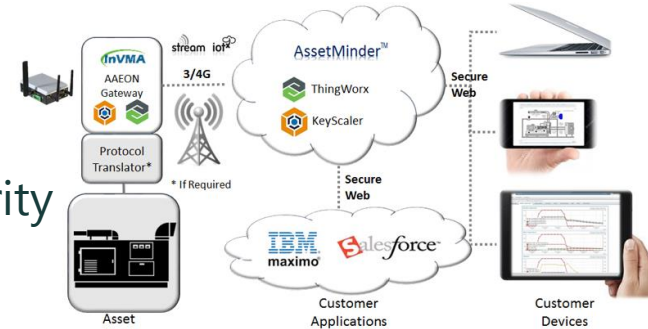 InVMA
AAEON
Gateway
Protocol
Translator*
Asset
stream iot
3/4G
* If Required
rity
AssetMinder™
ThingWorx
KeyScaler
Secure
Web
Secure
Web
IBM
maximo
salesforce
Customer
Applications
Customer
Devices